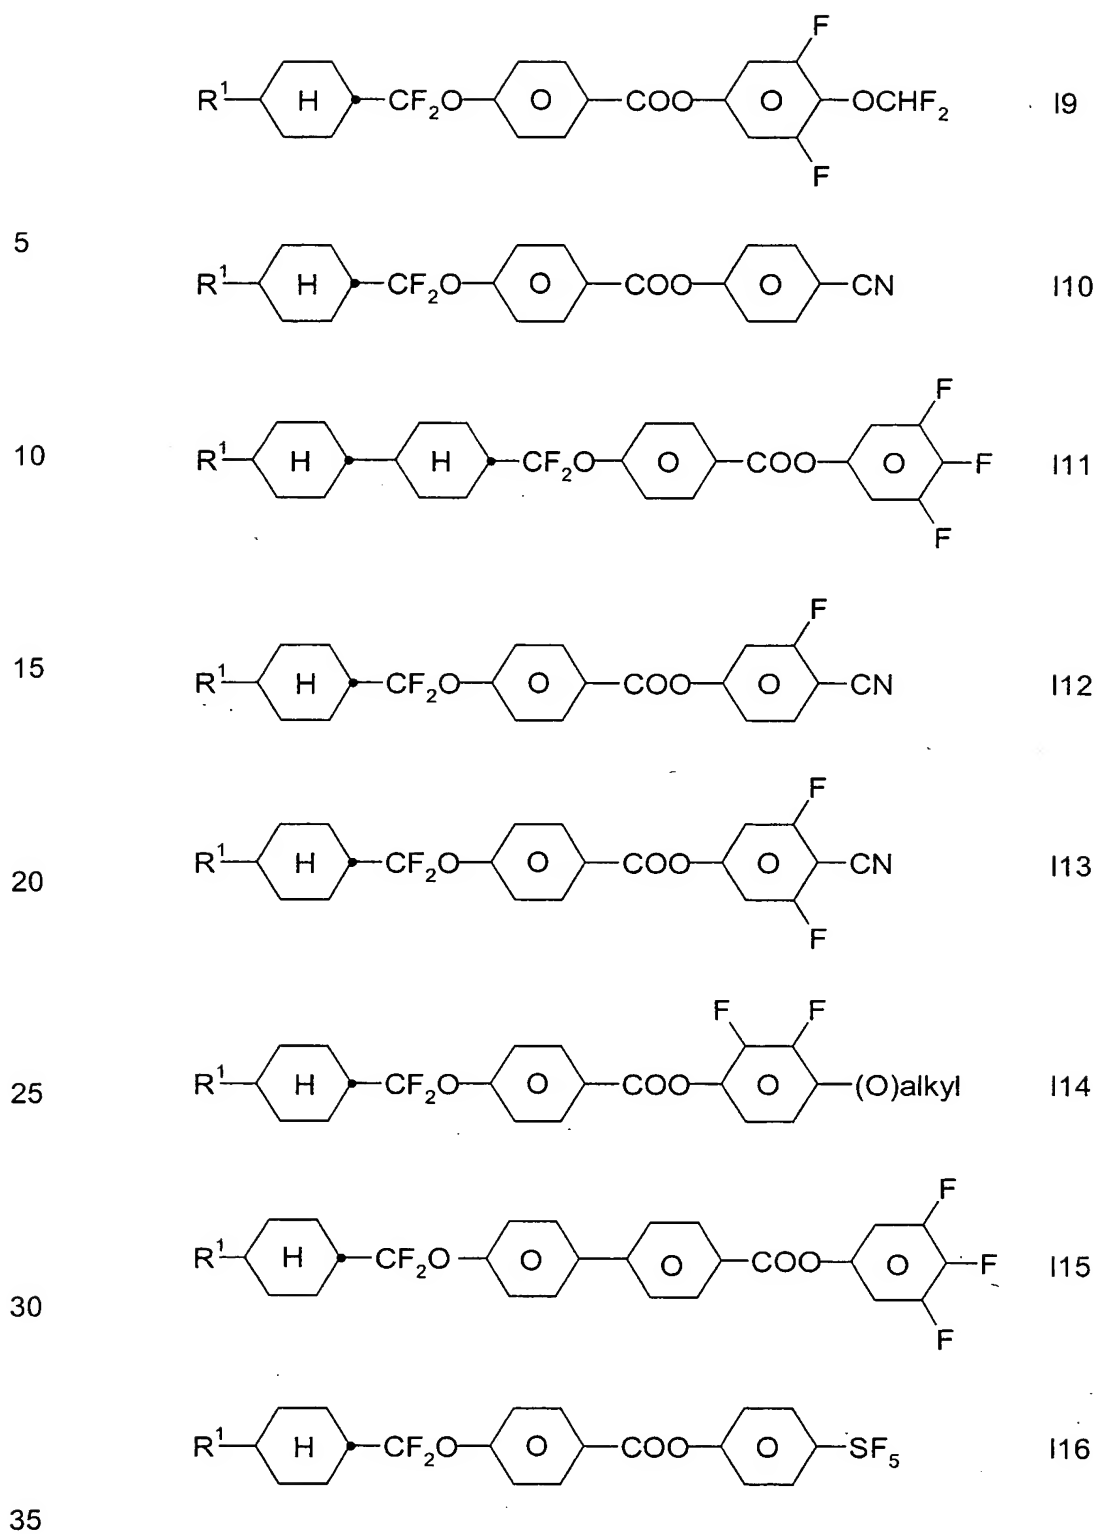 F
R¹ H CF₂O O COO O OCHF₂ I9
F
5
R¹ H CF₂O O COO O CN I10
F
10 R¹ H H CF₂O O COO O F I11
F
F
15 R¹ H CF₂O O COO O CN I12
F
20 R¹ H CF₂O O COO O CN I13
F
F F
25 R¹ H CF₂O O COO O (O)alkyl I14
F
R¹ H CF₂O O O COO O F I15
30
F
R¹ H CF₂O O COO O SF₅ I16
35